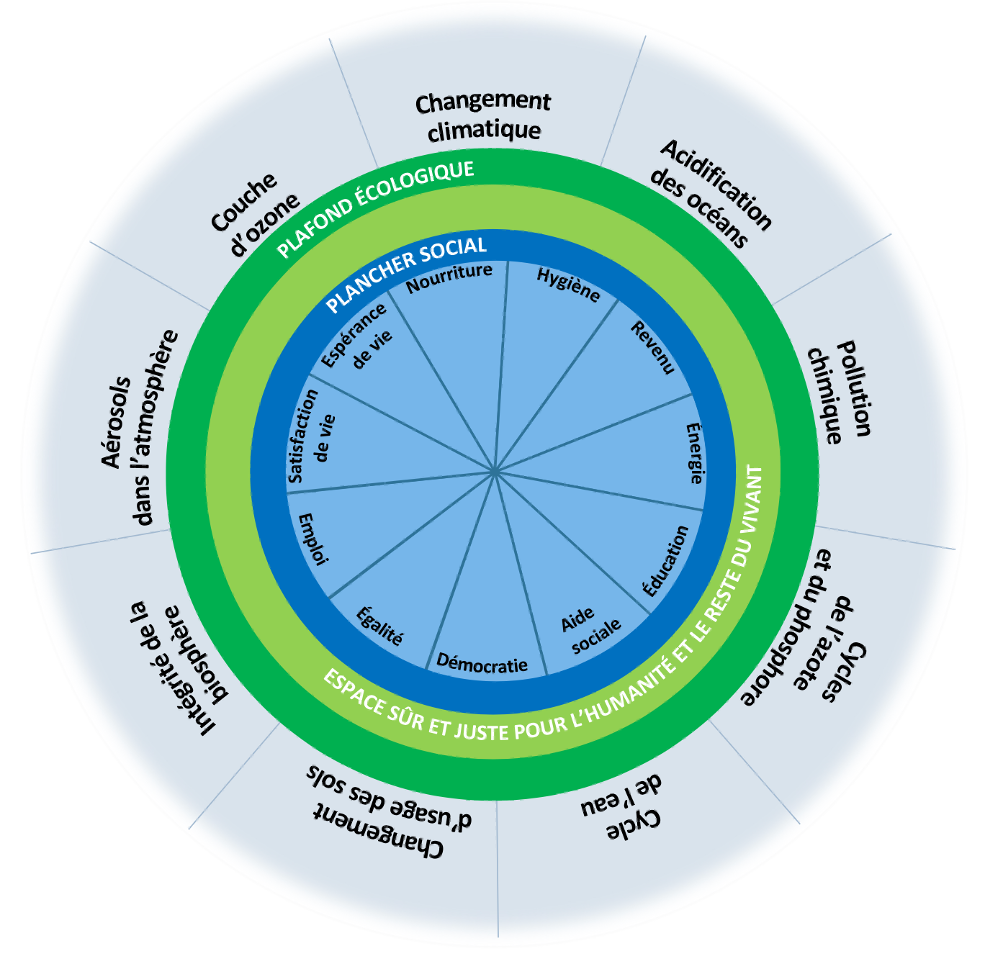 Changement
climatique
Acidification
des océans
Pollution
chimique
Cycles
de l'azote
et du phosphore
Cycle
de l'eau
Changement
d'usage des sols
Intégrité de la
biosphère
Aérosols
dans l'atmosphère
Couche
d'ozone
PLAFOND ÉCOLOGIQUE
PLANCHER SOCIAL
ESPACE SÛR ET JUSTE POUR L'HUMANITÉ ET LE RESTE DU VIVANT
Nourriture
Hygiène
Revenu
Énergie
Éducation
Aide
sociale
Démocratie
Égalité
Emploi
Satisfaction
de vie
Espérance
de vie